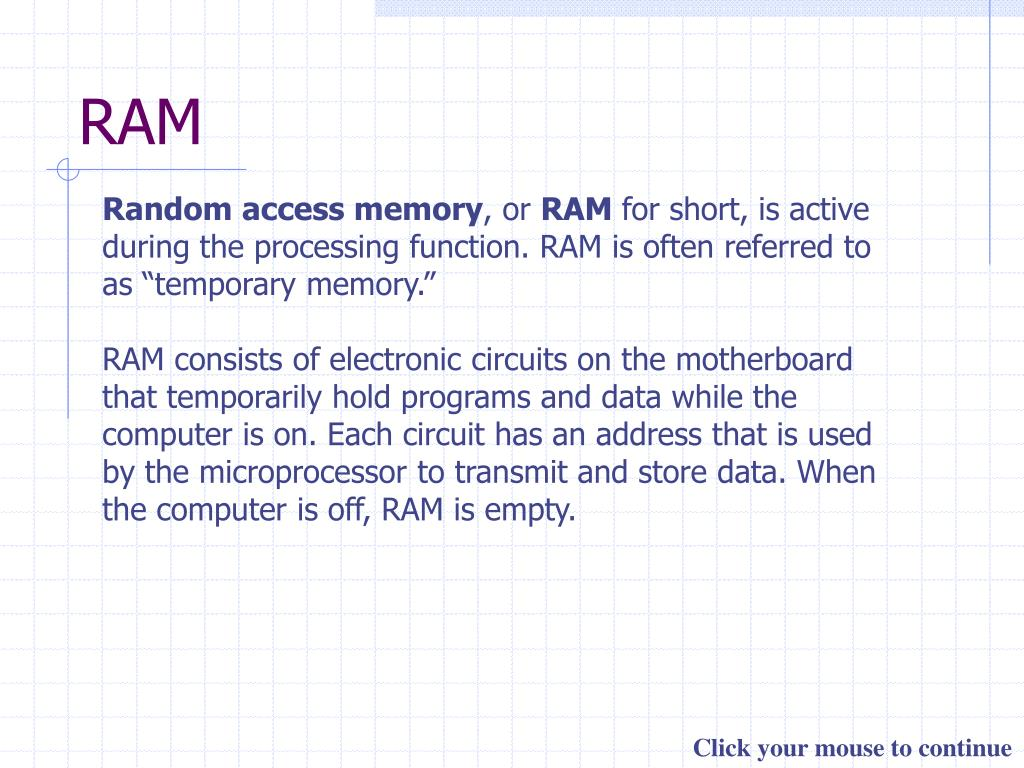 RAM
Random access memory, or RAM for short, is active
during the processing function. RAM is often referred to
as “temporary memory.”
RAM consists of electronic circuits on the motherboard
that temporarily hold programs and data while the
computer is on. Each circuit has an address that is used
by the microprocessor to transmit and store data. When
the computer is off, RAM is empty.
Click your mouse to continue